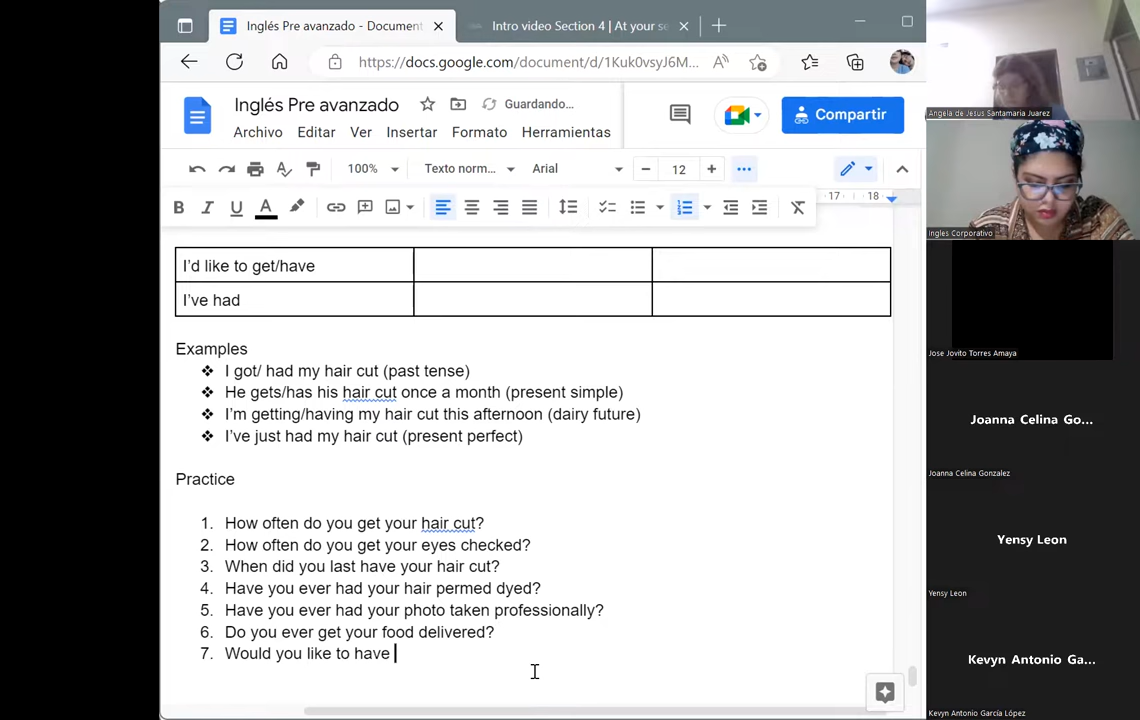 Inglés Pre avanzado - Document
Intro video Section 4 | At your se
https://docs.google.com/document/d/1Kuk0vsyJ6M...
Inglés Pre avanzado
Guardando...
Compartir
Archivo Editar Ver Insertar Formato Herramientas
100% Texto norm... Arial 12
17 18
I'd like to get/have
I've had
Examples
❖ I got/ had my hair cut (past tense)
❖ He gets/has his hair cut once a month (present simple)
❖ I'm getting/having my hair cut this afternoon (dairy future)
❖ I've just had my hair cut (present perfect)
Practice
1. How often do you get your hair cut?
2. How often do you get your eyes checked?
3. When did you last have your hair cut?
4. Have you ever had your hair permed dyed?
5. Have you ever had your photo taken professionally?
6. Do you ever get your food delivered?
7. Would you like to have
Angela de Jesus Santamaria Juarez
Ingles Corporativo
Jose Jovito Torres Amaya
Joanna Celina Go...
Joanna Celina Gonzalez
Yensy Leon
Yensy Leon
Kevyn Antonio Ga...
Kevyn Antonio García López